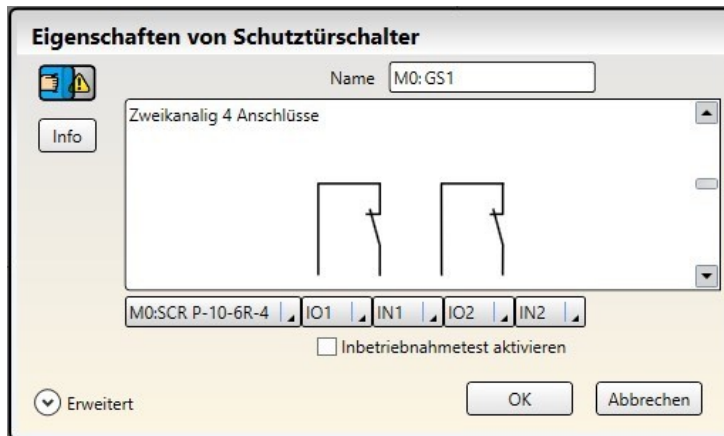 Eigenschaften von Schutztürschalter
Name M0:GS1
Info
Zweikanalig 4 Anschlüsse
M0:SCR P-10-6R-4 IO1 IN1 IO2 IN2
Inbetriebnahmetest aktivieren
Erweitert OK Abbrechen